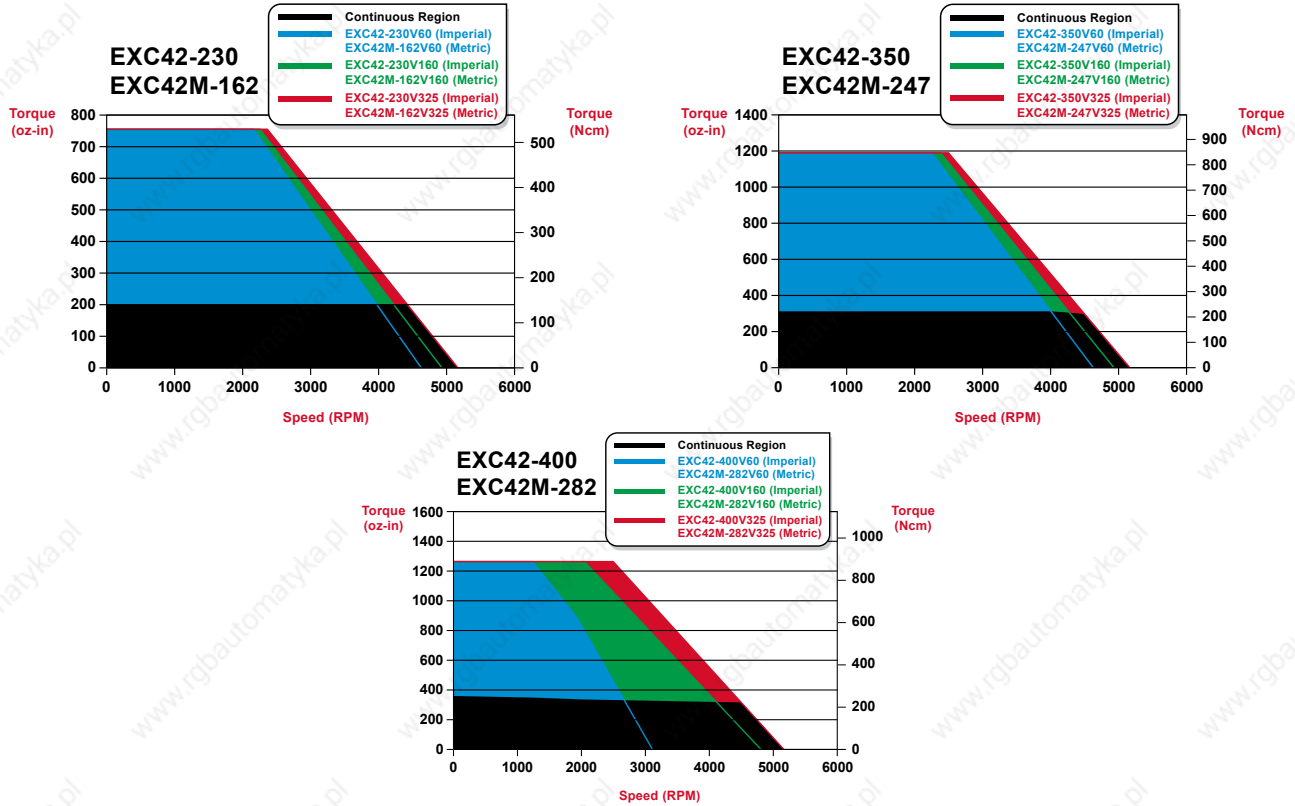 EXC42-230
EXC42M-162
Continuous Region
EXC42-230V60 (Imperial)
EXC42M-162V60 (Metric)
EXC42-230V160 (Imperial)
EXC42M-162V160 (Metric)
EXC42-230V325 (Imperial)
EXC42M-162V325 (Metric)
Torque
(oz-in)
800
700
600
500
400
300
200
100
0
Torque
(Ncm)
500
400
300
200
100
0
0 1000 2000 3000 4000 5000 6000
Speed (RPM)
EXC42-350
EXC42M-247
Continuous Region
EXC42-350V60 (Imperial)
EXC42M-247V60 (Metric)
EXC42-350V160 (Imperial)
EXC42M-247V160 (Metric)
EXC42-350V325 (Imperial)
EXC42M-247V325 (Metric)
Torque
(oz-in)
1400
1200
1000
800
600
400
200
0
Torque
(Ncm)
900
800
700
600
500
400
300
200
100
0
0 1000 2000 3000 4000 5000 6000
Speed (RPM)
EXC42-400
EXC42M-282
Continuous Region
EXC42-400V60 (Imperial)
EXC42M-282V60 (Metric)
EXC42-400V160 (Imperial)
EXC42M-282V160 (Metric)
EXC42-400V325 (Imperial)
EXC42M-282V325 (Metric)
Torque
(oz-in)
1600
1400
1200
1000
800
600
400
200
0
Torque
(Ncm)
1000
800
600
400
200
0
0 1000 2000 3000 4000 5000 6000
Speed (RPM)
www.rgbautomatyka.pl